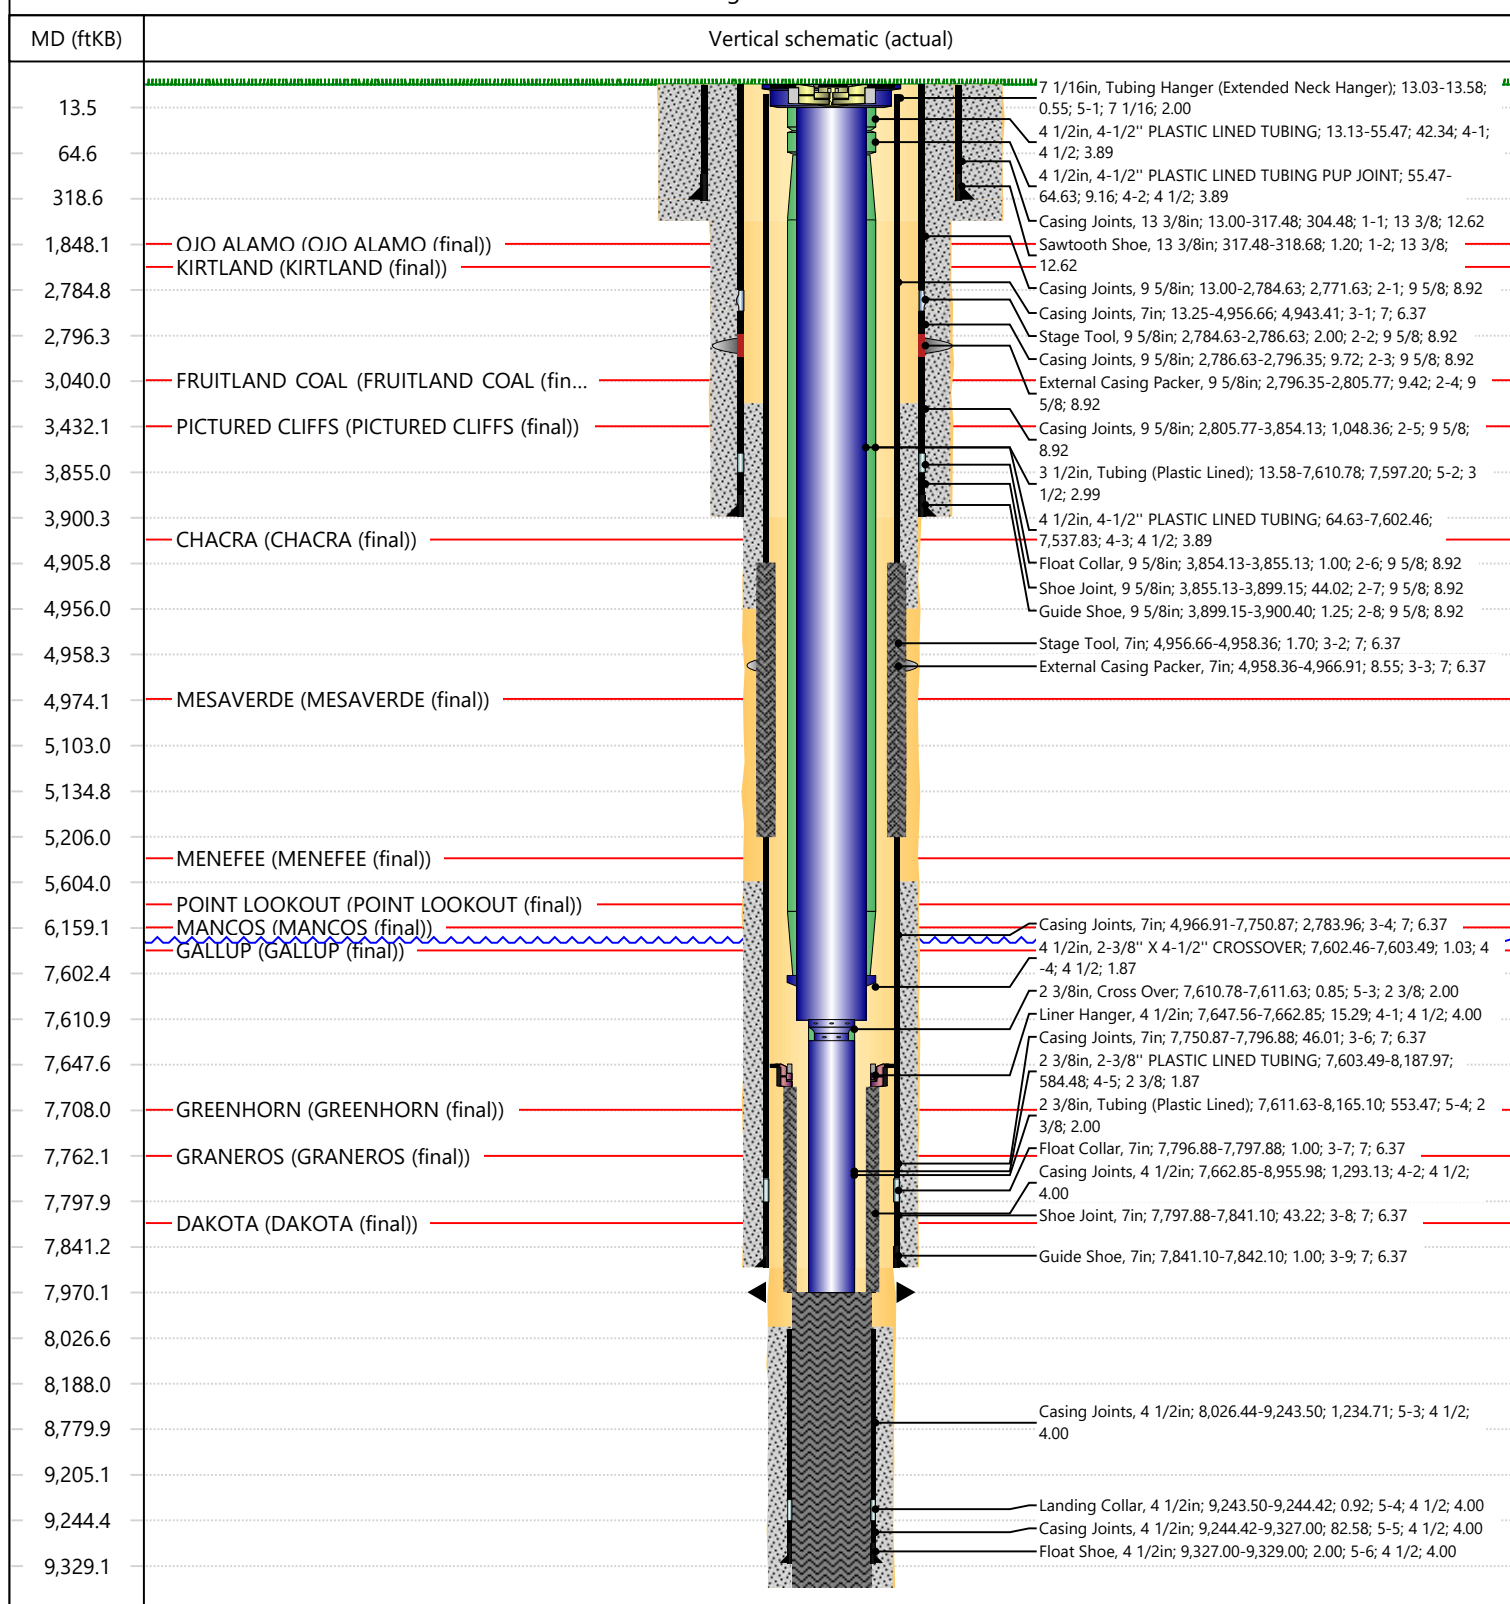 MD (ftKB)
Vertical schematic (actual)
13.5
64.6
318.6
1,848.1
2,784.8
2,796.3
3,040.0
3,432.1
3,855.0
3,900.3
4,905.8
4,956.0
4,958.3
4,974.1
5,103.0
5,134.8
5,206.0
5,604.0
6,159.1
7,602.4
7,610.9
7,647.6
7,708.0
7,762.1
7,797.9
7,841.2
7,970.1
8,026.6
8,188.0
8,779.9
9,205.1
9,244.4
9,329.1
OJO ALAMO (OJO ALAMO (final))
KIRTLAND (KIRTLAND (final))
FRUITLAND COAL (FRUITLAND COAL (fin...
PICTURED CLIFFS (PICTURED CLIFFS (final))
CHACRA (CHACRA (final))
MESAVERDE (MESAVERDE (final))
MENEFEE (MENEFEE (final))
POINT LOOKOUT (POINT LOOKOUT (final))
MANCOS (MANCOS (final))
GALLUP (GALLUP (final))
GREENHORN (GREENHORN (final))
GRANEROS (GRANEROS (final))
DAKOTA (DAKOTA (final))
7 1/16in, Tubing Hanger (Extended Neck Hanger); 13.03-13.58;
0.55; 5-1; 7 1/16; 2.00
4 1/2in, 4-1/2'' PLASTIC LINED TUBING; 13.13-55.47; 42.34; 4-1;
4 1/2; 3.89
4 1/2in, 4-1/2'' PLASTIC LINED TUBING PUP JOINT; 55.47-
64.63; 9.16; 4-2; 4 1/2; 3.89
Casing Joints, 13 3/8in; 13.00-317.48; 304.48; 1-1; 13 3/8; 12.62
Sawtooth Shoe, 13 3/8in; 317.48-318.68; 1.20; 1-2; 13 3/8;
12.62
Casing Joints, 9 5/8in; 13.00-2,784.63; 2,771.63; 2-1; 9 5/8; 8.92
Casing Joints, 7in; 13.25-4,956.66; 4,943.41; 3-1; 7; 6.37
Stage Tool, 9 5/8in; 2,784.63-2,786.63; 2.00; 2-2; 9 5/8; 8.92
Casing Joints, 9 5/8in; 2,786.63-2,796.35; 9.72; 2-3; 9 5/8; 8.92
External Casing Packer, 9 5/8in; 2,796.35-2,805.77; 9.42; 2-4; 9
5/8; 8.92
Casing Joints, 9 5/8in; 2,805.77-3,854.13; 1,048.36; 2-5; 9 5/8;
8.92
3 1/2in, Tubing (Plastic Lined); 13.58-7,610.78; 7,597.20; 5-2; 3
1/2; 2.99
4 1/2in, 4-1/2'' PLASTIC LINED TUBING; 64.63-7,602.46;
7,537.83; 4-3; 4 1/2; 3.89
Float Collar, 9 5/8in; 3,854.13-3,855.13; 1.00; 2-6; 9 5/8; 8.92
Shoe Joint, 9 5/8in; 3,855.13-3,899.15; 44.02; 2-7; 9 5/8; 8.92
Guide Shoe, 9 5/8in; 3,899.15-3,900.40; 1.25; 2-8; 9 5/8; 8.92
Stage Tool, 7in; 4,956.66-4,958.36; 1.70; 3-2; 7; 6.37
External Casing Packer, 7in; 4,958.36-4,966.91; 8.55; 3-3; 7; 6.37
Casing Joints, 7in; 4,966.91-7,750.87; 2,783.96; 3-4; 7; 6.37
4 1/2in, 2-3/8'' X 4-1/2'' CROSSOVER; 7,602.46-7,603.49; 1.03; 4
-4; 4 1/2; 1.87
2 3/8in, Cross Over; 7,610.78-7,611.63; 0.85; 5-3; 2 3/8; 2.00
Liner Hanger, 4 1/2in; 7,647.56-7,662.85; 15.29; 4-1; 4 1/2; 4.00
Casing Joints, 7in; 7,750.87-7,796.88; 46.01; 3-6; 7; 6.37
2 3/8in, 2-3/8'' PLASTIC LINED TUBING; 7,603.49-8,187.97;
584.48; 4-5; 2 3/8; 1.87
2 3/8in, Tubing (Plastic Lined); 7,611.63-8,165.10; 553.47; 5-4; 2
3/8; 2.00
Float Collar, 7in; 7,796.88-7,797.88; 1.00; 3-7; 7; 6.37
Casing Joints, 4 1/2in; 7,662.85-8,955.98; 1,293.13; 4-2; 4 1/2;
4.00
Shoe Joint, 7in; 7,797.88-7,841.10; 43.22; 3-8; 7; 6.37
Guide Shoe, 7in; 7,841.10-7,842.10; 1.00; 3-9; 7; 6.37
Casing Joints, 4 1/2in; 8,026.44-9,243.50; 1,234.71; 5-3; 4 1/2;
4.00
Landing Collar, 4 1/2in; 9,243.50-9,244.42; 0.92; 5-4; 4 1/2; 4.00
Casing Joints, 4 1/2in; 9,244.42-9,327.00; 82.58; 5-5; 4 1/2; 4.00
Float Shoe, 4 1/2in; 9,327.00-9,329.00; 2.00; 5-6; 4 1/2; 4.00